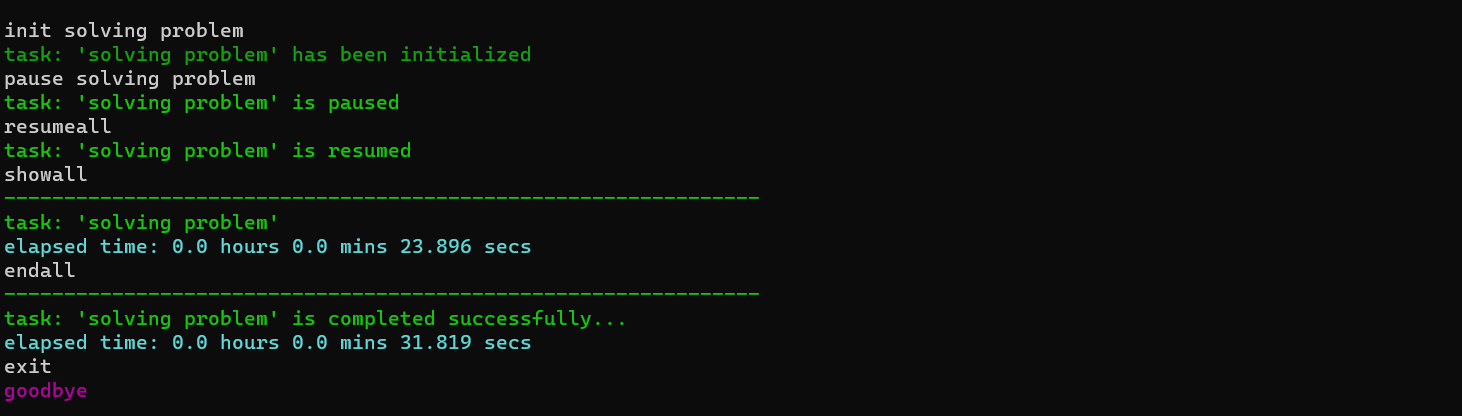 init solving problem
task: 'solving problem' has been initialized
pause solving problem
task: 'solving problem' is paused
resumeall
task: 'solving problem' is resumed
showall
---------------------------------------------------------------
task: 'solving problem'
elapsed time: 0.0 hours 0.0 mins 23.896 secs
endall
---------------------------------------------------------------
task: 'solving problem' is completed successfully...
elapsed time: 0.0 hours 0.0 mins 31.819 secs
exit
goodbye